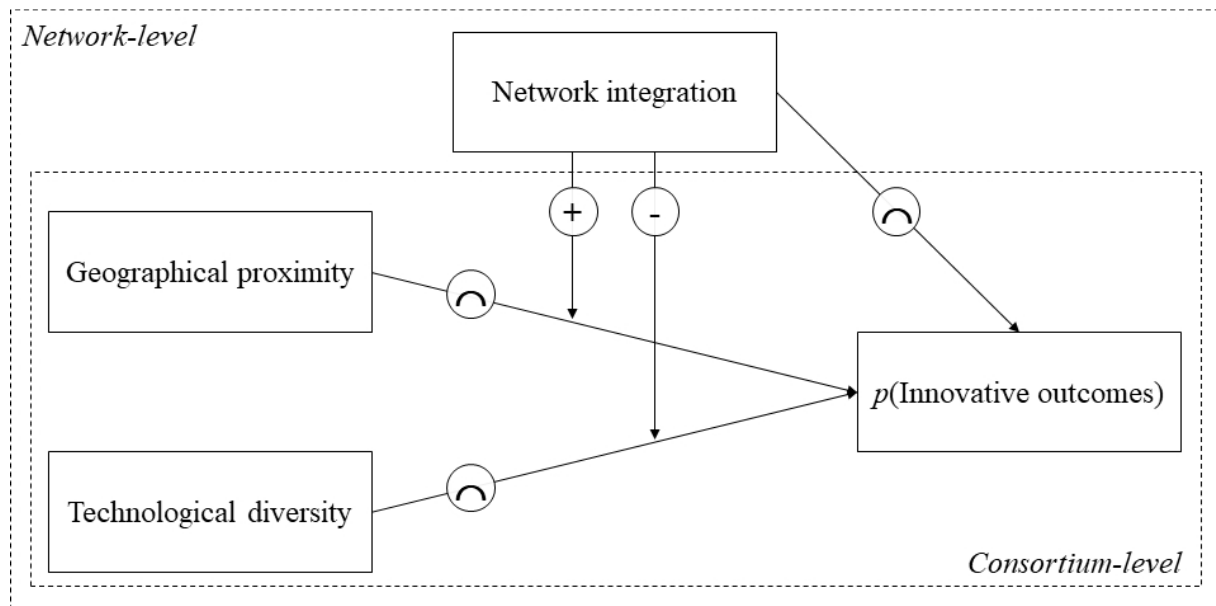 Network-level
Network integration
+
-
Geographical proximity
p(Innovative outcomes)
Technological diversity
Consortium-level